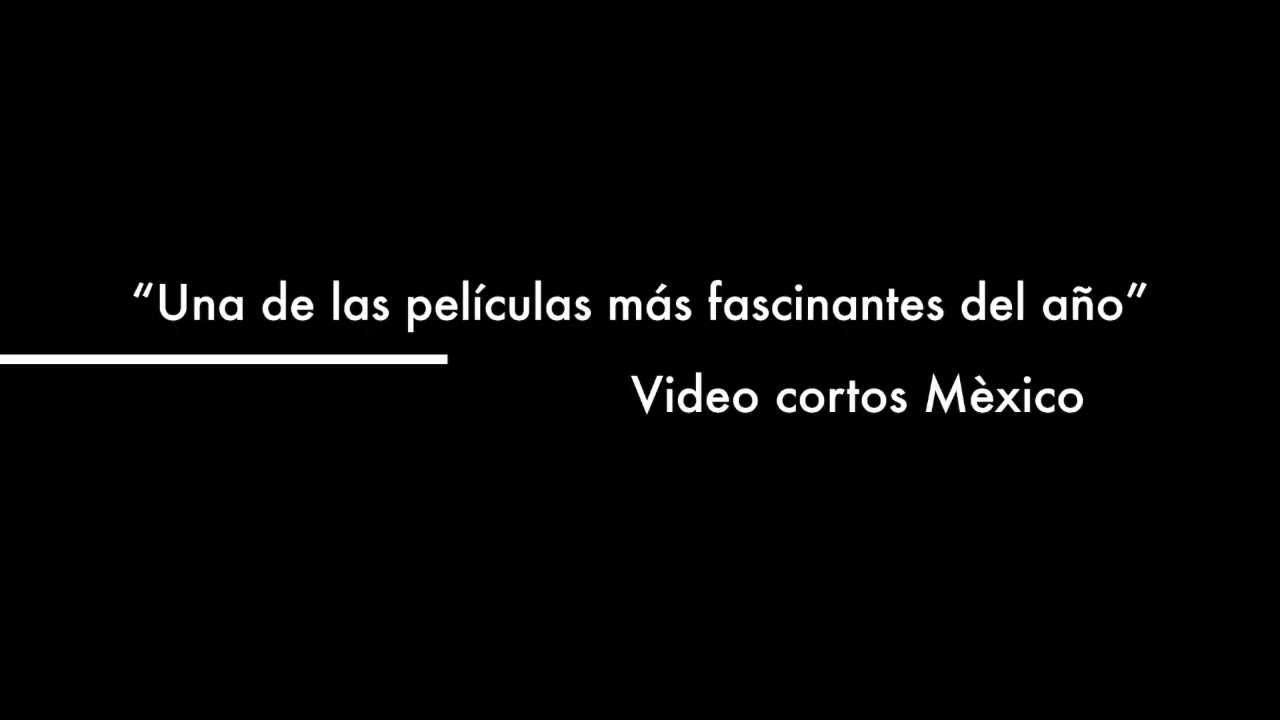 “Una de las películas más fascinantes del año”
Video cortos Mèxico